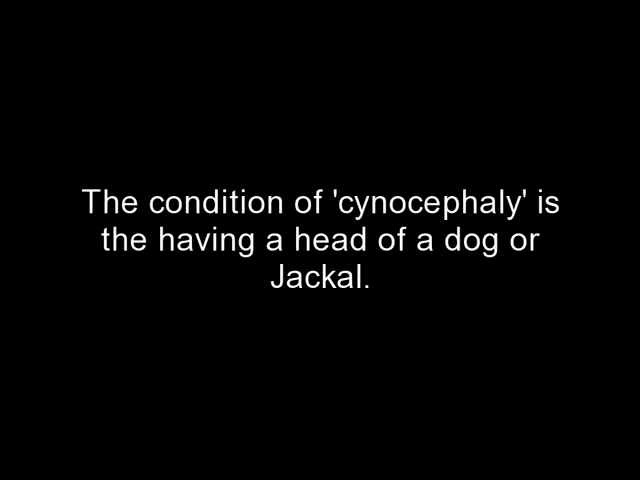 The condition of 'cynocephaly' is
the having a head of a dog or
Jackal.